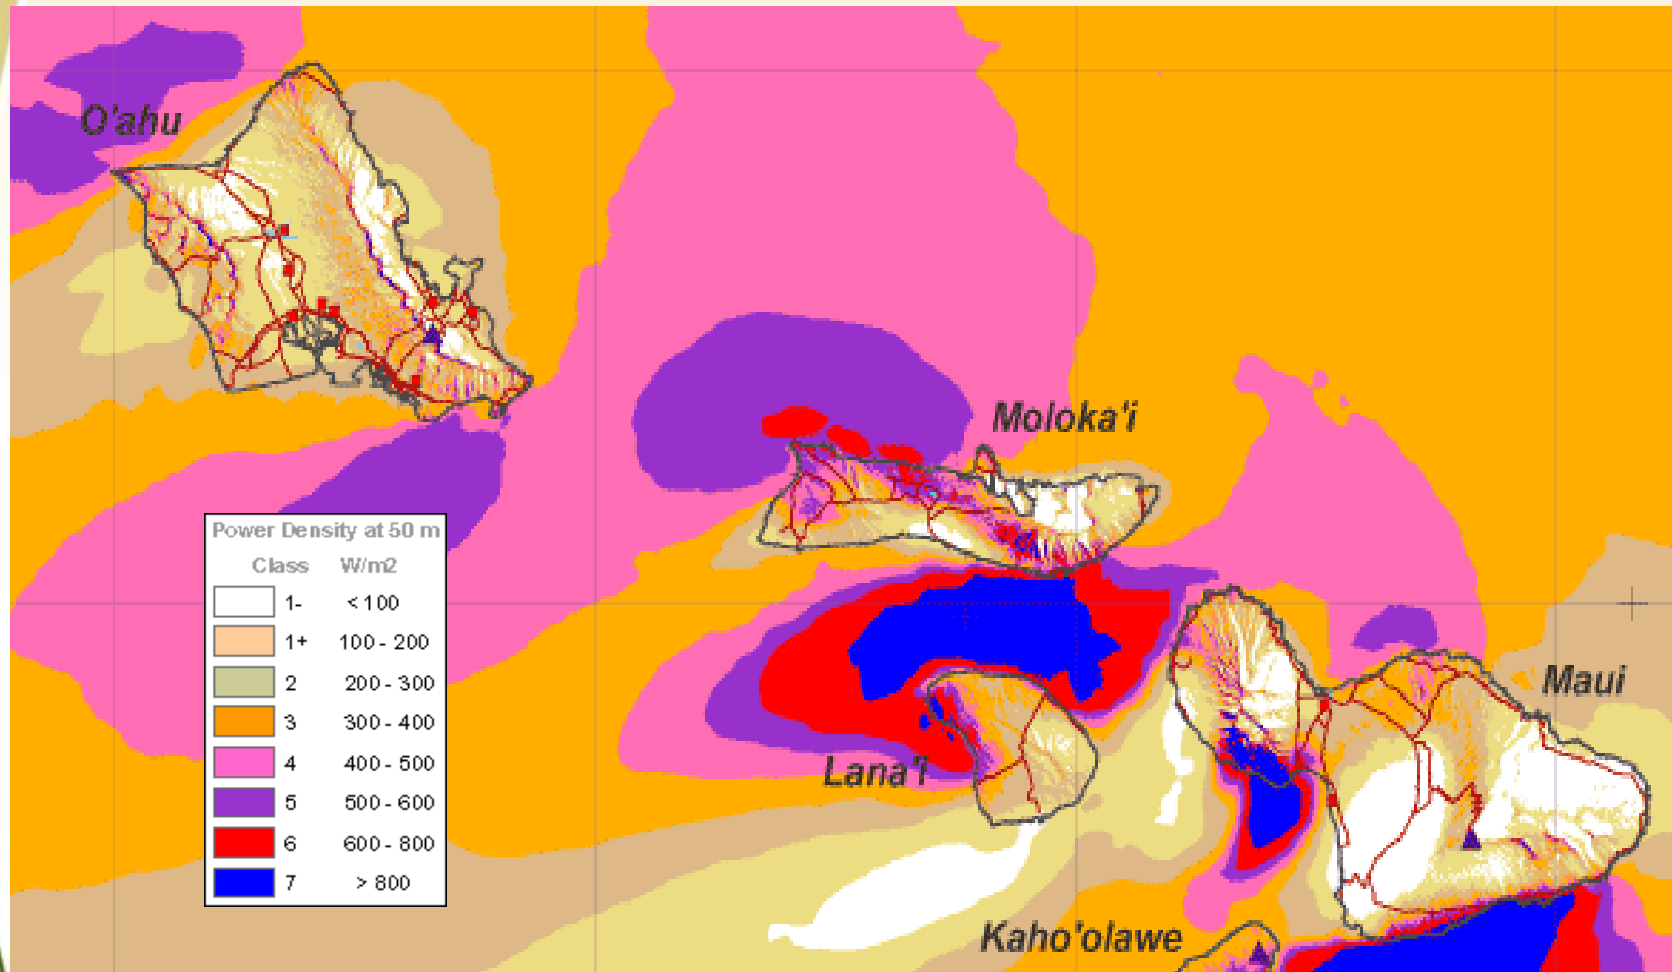 O'ahu
Moloka'i
Maui
Lana'i
Kaho'olawe
Power Density at 50 m
Class W/m2
1- < 100
1+ 100 - 200
2 200 - 300
3 300 - 400
4 400 - 500
5 500 - 600
6 600 - 800
7 > 800